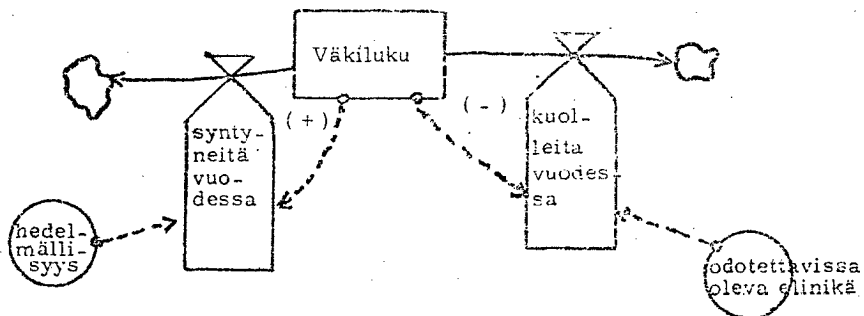 Väkiluku
(+)
(-)
synty-
neitä
vuo-
dessa
kuol-
leita
vuodes-
sa
hedel-
mälli-
syys
odotettavissa
oleva elinikä